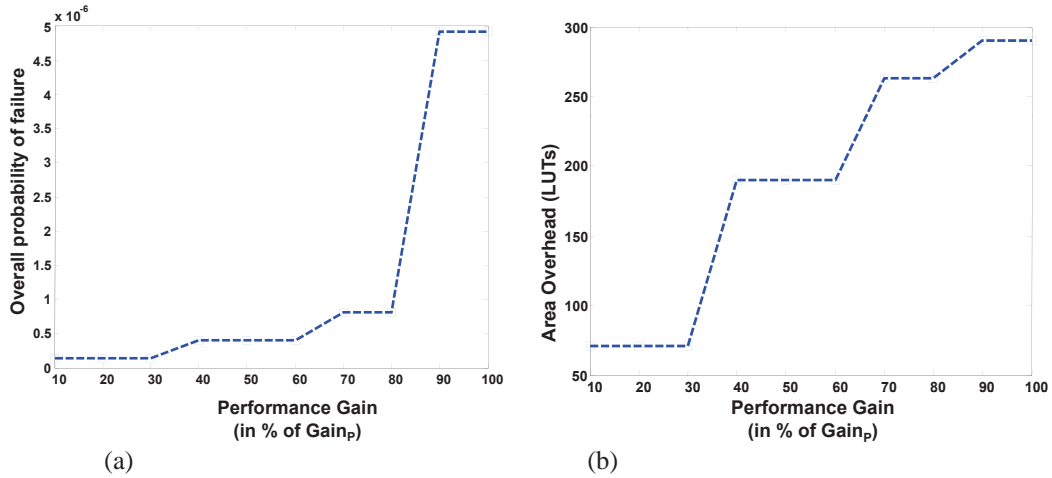 x 10⁻⁶
5
4.5
4
3.5
3
2.5
2
1.5
1
0.5
0
Overall probability of failure
10 20 30 40 50 60 70 80 90 100
Performance Gain
(in % of Gain_P)
(a)
300
250
200
150
100
50
Area Overhead (LUTs)
10 20 30 40 50 60 70 80 90 100
Performance Gain
(in % of Gain_P)
(b)